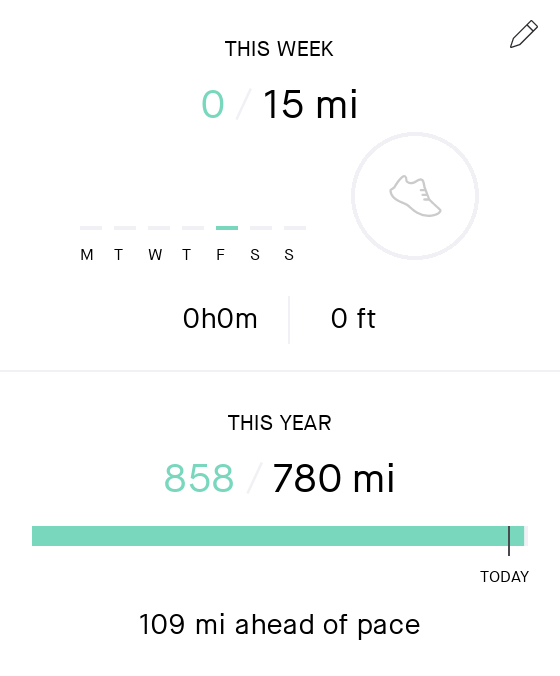 THIS WEEK
0 / 15 mi
M T W T F S S
0h0m 0 ft
THIS YEAR
858 / 780 mi
TODAY
109 mi ahead of pace